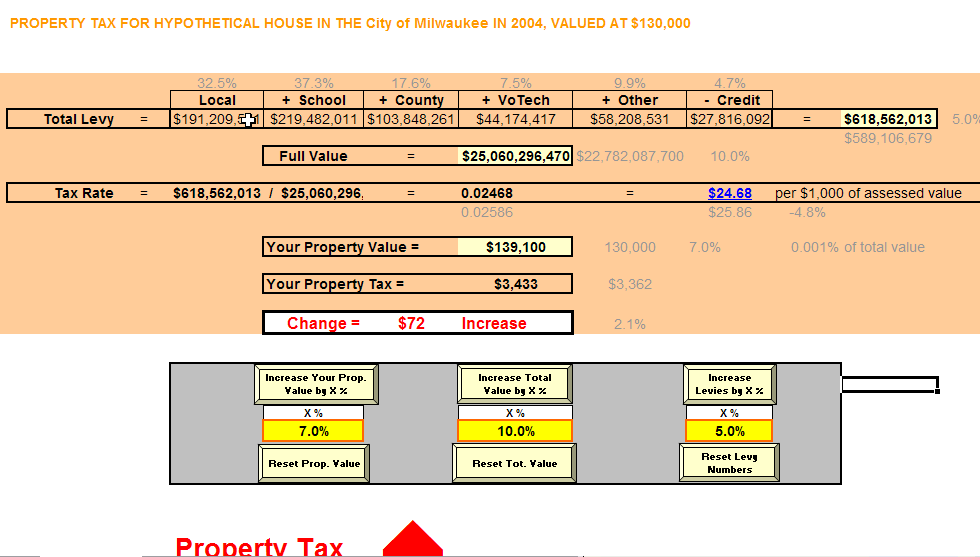 PROPERTY TAX FOR HYPOTHETICAL HOUSE IN THE City of Milwaukee IN 2004, VALUED AT $130,000
32.5% 37.3% 17.6% 7.5% 9.9% 4.7%
Local + School + County + VoTech + Other - Credit
Total Levy = $219,482,011 $103,848,261 $44,174,417 $58,208,531 $27,816,092 = $618,562,013 5.0%
$589,106,679
Full Value = $25,060,296,470 $22,782,087,700 10.0%
Tax Rate = $618,562,013 / $25,060,296, = 0.02468 = $24.68 per $1,000 of assessed value
0.02586 $25.86 -4.8%
Your Property Value = $139,100 130,000 7.0% 0.001% of total value
Your Property Tax = $3,433 $3,362
Change = $72 Increase 2.1%
Increase Your Prop. Increase Total Increase
Value by X % Value by X % Levies by X %
X % X % X %
7.0% 10.0% 5.0%
Reset Prop. Value Reset Tot. Value Reset Levy
Numbers
Property Tax